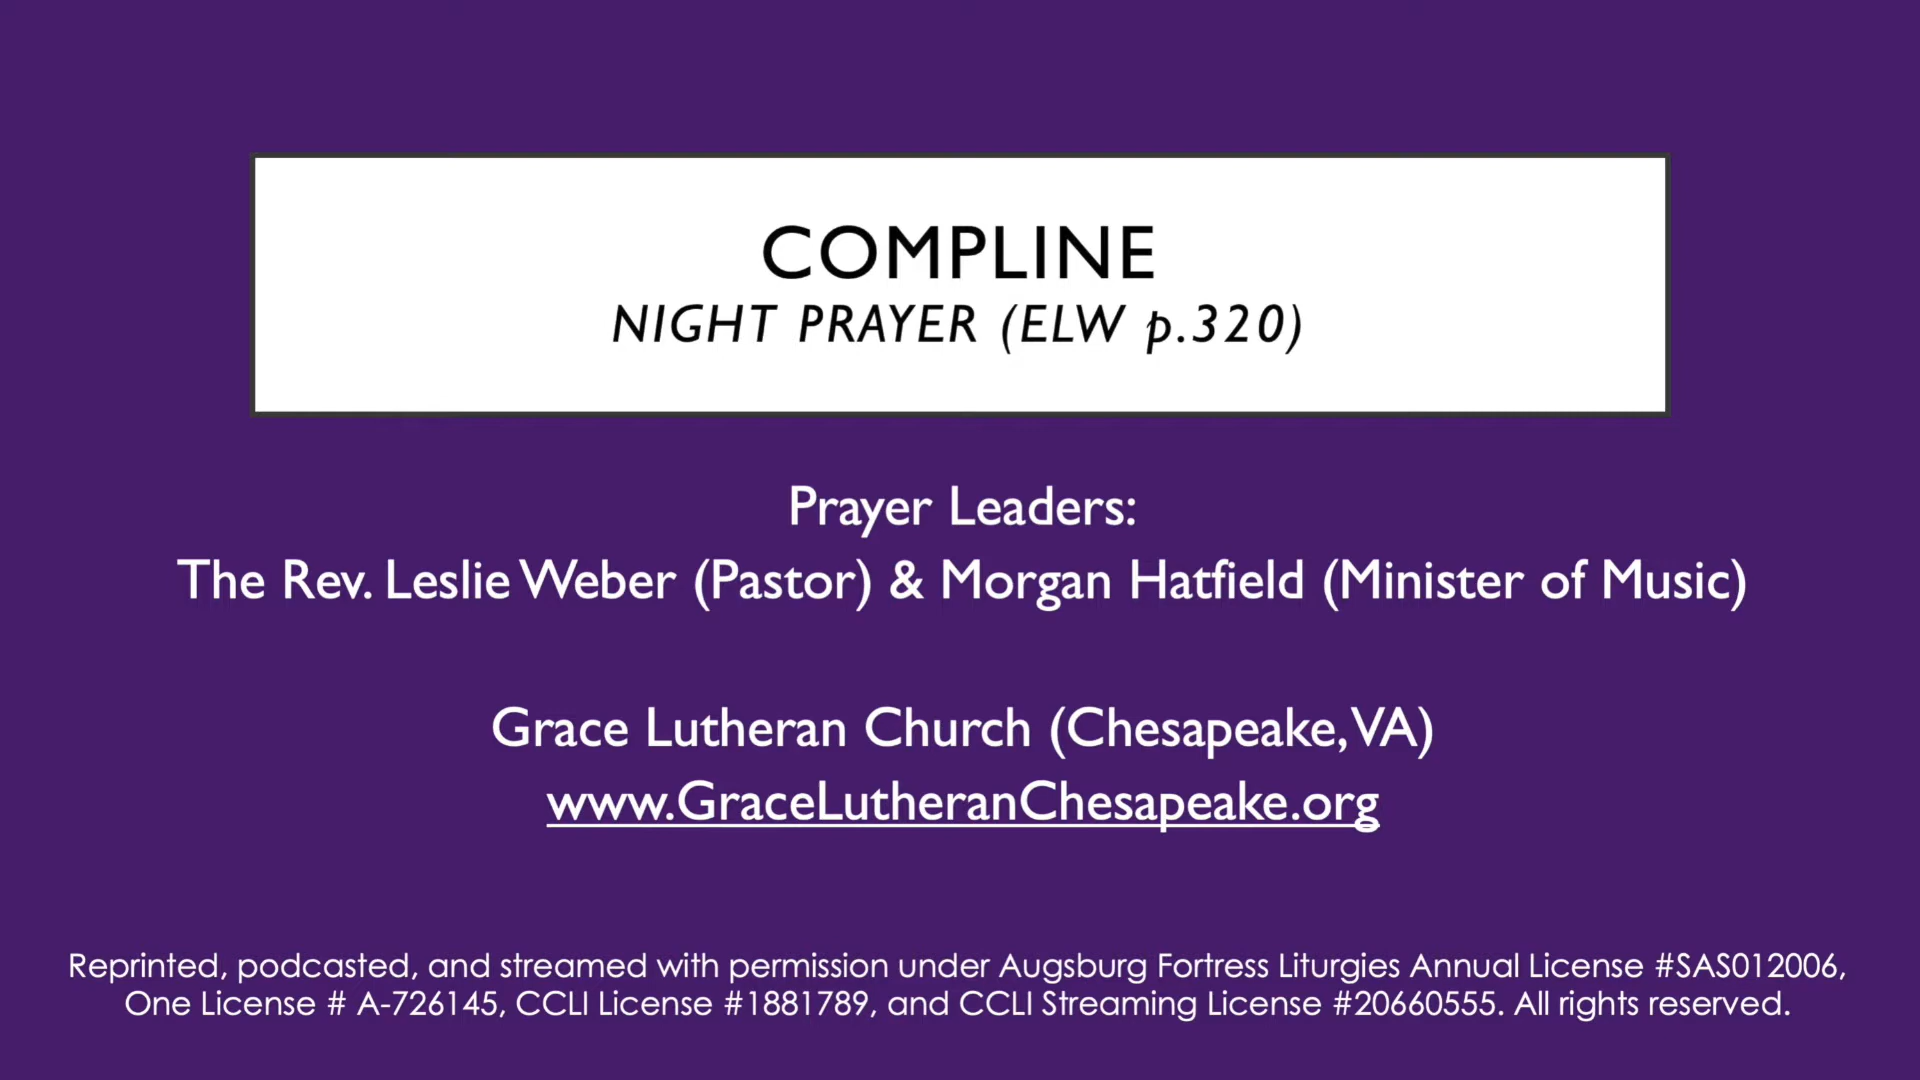 COMPLINE
NIGHT PRAYER (ELW p.320)
Prayer Leaders:
The Rev. Leslie Weber (Pastor) & Morgan Hatfield (Minister of Music)
Grace Lutheran Church (Chesapeake, VA)
www.GraceLutheranChesapeake.org
Reprinted, podcasted, and streamed with permission under Augsburg Fortress Liturgies Annual License #SAS012006,
One License # A-726145, CCLI License #1881789, and CCLI Streaming License #20660555. All rights reserved.